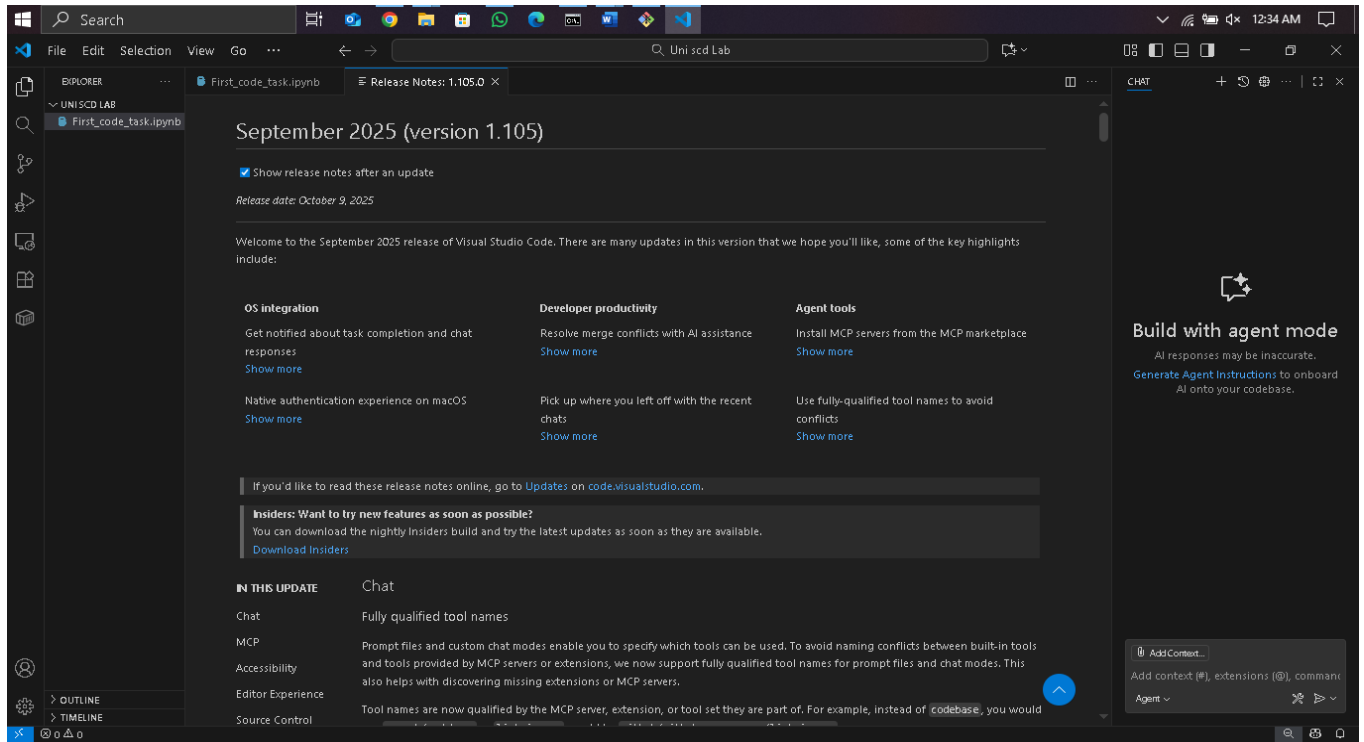 Search
12:34 AM
File Edit Selection View Go ···
Uni scd Lab
EXPLORER ···
UNI SCD LAB
First_code_task.ipynb
OUTLINE
TIMELINE
First_code_task.ipynb
Release Notes: 1.105.0
September 2025 (version 1.105)
Show release notes after an update
Release date: October 9, 2025
Welcome to the September 2025 release of Visual Studio Code. There are many updates in this version that we hope you'll like, some of the key highlights
include:
OS integration
Get notified about task completion and chat
responses
Show more
Native authentication experience on macOS
Show more
Developer productivity
Resolve merge conflicts with AI assistance
Show more
Pick up where you left off with the recent
chats
Show more
Agent tools
Install MCP servers from the MCP marketplace
Show more
Use fully-qualified tool names to avoid
conflicts
Show more
If you'd like to read these release notes online, go to Updates on code.visualstudio.com.
Insiders: Want to try new features as soon as possible?
You can download the nightly Insiders build and try the latest updates as soon as they are available.
Download Insiders
IN THIS UPDATE
Chat
MCP
Accessibility
Editor Experience
Source Control
Chat
Fully qualified tool names
Prompt files and custom chat modes enable you to specify which tools can be used. To avoid naming conflicts between built-in tools
and tools provided by MCP servers or extensions, we now support fully qualified tool names for prompt files and chat modes. This
also helps with discovering missing extensions or MCP servers.
Tool names are now qualified by the MCP server, extension, or tool set they are part of. For example, instead of codebase, you would
CHAT
Build with agent mode
AI responses may be inaccurate.
Generate Agent Instructions to onboard
AI onto your codebase.
Add Context...
Add context (#), extensions (@), comman
Agent
0 0